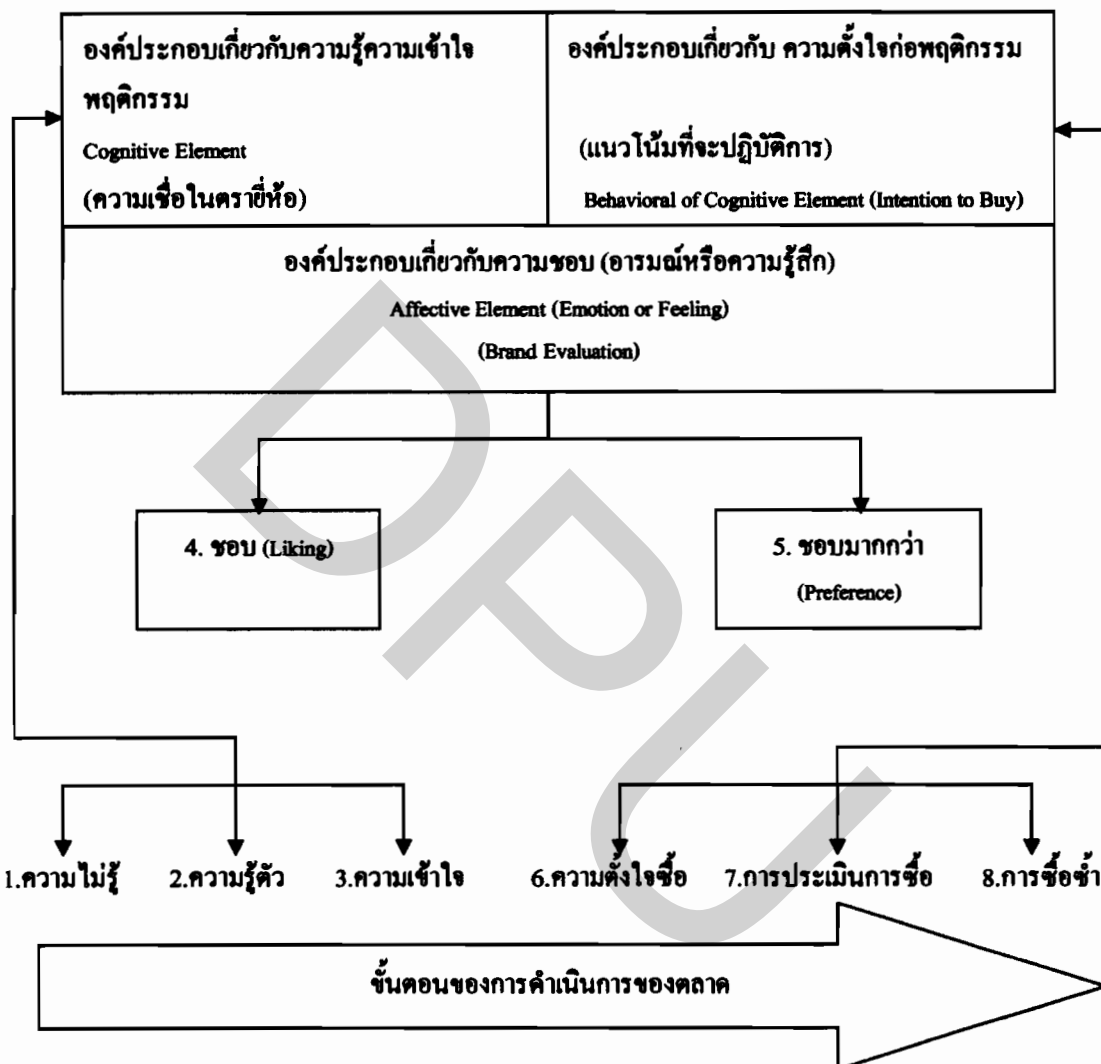 องค์ประกอบเกี่ยวกับความรู้ความเข้าใจ
พฤติกรรม
Cognitive Element
(ความเชื่อในตรายี่ห้อ)
องค์ประกอบเกี่ยวกับ ความตั้งใจก่อพฤติกรรม
(แนวโน้มที่จะปฏิบัติการ)
Behavioral of Cognitive Element (Intention to Buy)
องค์ประกอบเกี่ยวกับความชอบ (อารมณ์หรือความรู้สึก)
Affective Element (Emotion or Feeling)
(Brand Evaluation)
4. ชอบ (Liking)
5. ชอบมากกว่า
(Preference)
1.ความไม่รู้ 2.ความรู้ตัว 3.ความเข้าใจ 6.ความตั้งใจซื้อ 7.การประเมินการซื้อ 8.การซื้อซ้ำ
ขั้นตอนของการดำเนินการของตลาด
DPU